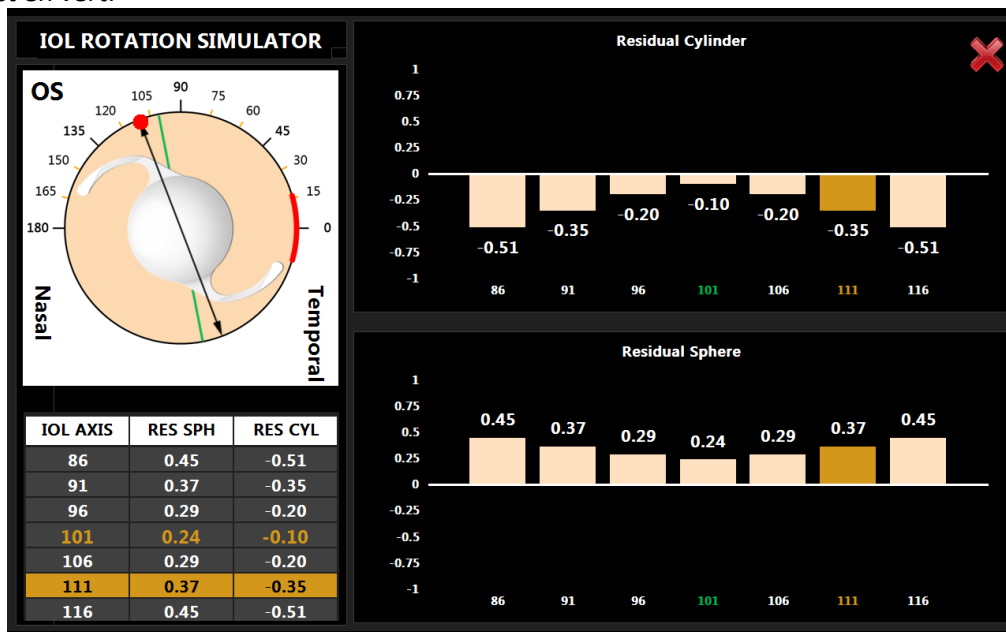 IOL ROTATION SIMULATOR
OS
90
105 75
120 60
135 45
150 30
165 15
180 0
Nasal
Temporal
IOL AXIS RES SPH RES CYL
86 0.45 -0.51
91 0.37 -0.35
96 0.29 -0.20
101 0.24 -0.10
106 0.29 -0.20
111 0.37 -0.35
116 0.45 -0.51
Residual Cylinder
1
0.75
0.5
0.25
0
-0.25
-0.5
-0.75
-1
-0.51 -0.35 -0.20 -0.10 -0.20 -0.35 -0.51
86 91 96 101 106 111 116
Residual Sphere
1
0.75
0.5
0.25
0
-0.25
-0.5
-0.75
-1
0.45 0.37 0.29 0.24 0.29 0.37 0.45
86 91 96 101 106 111 116